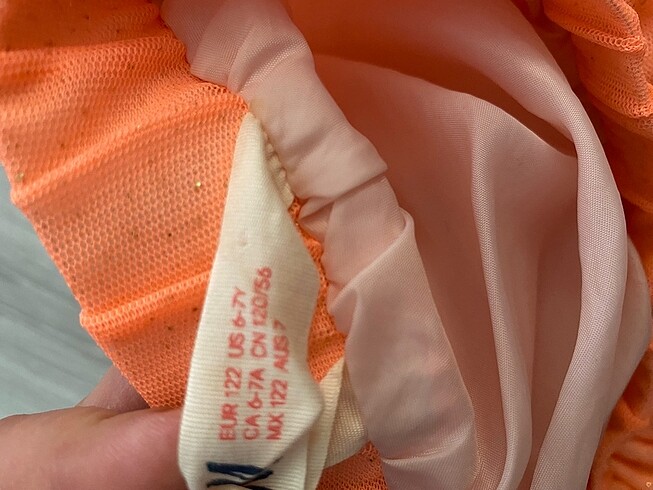 EUR 122 US 6-7Y
CA 6-7A CN 120/56
MX 122 AUS 7